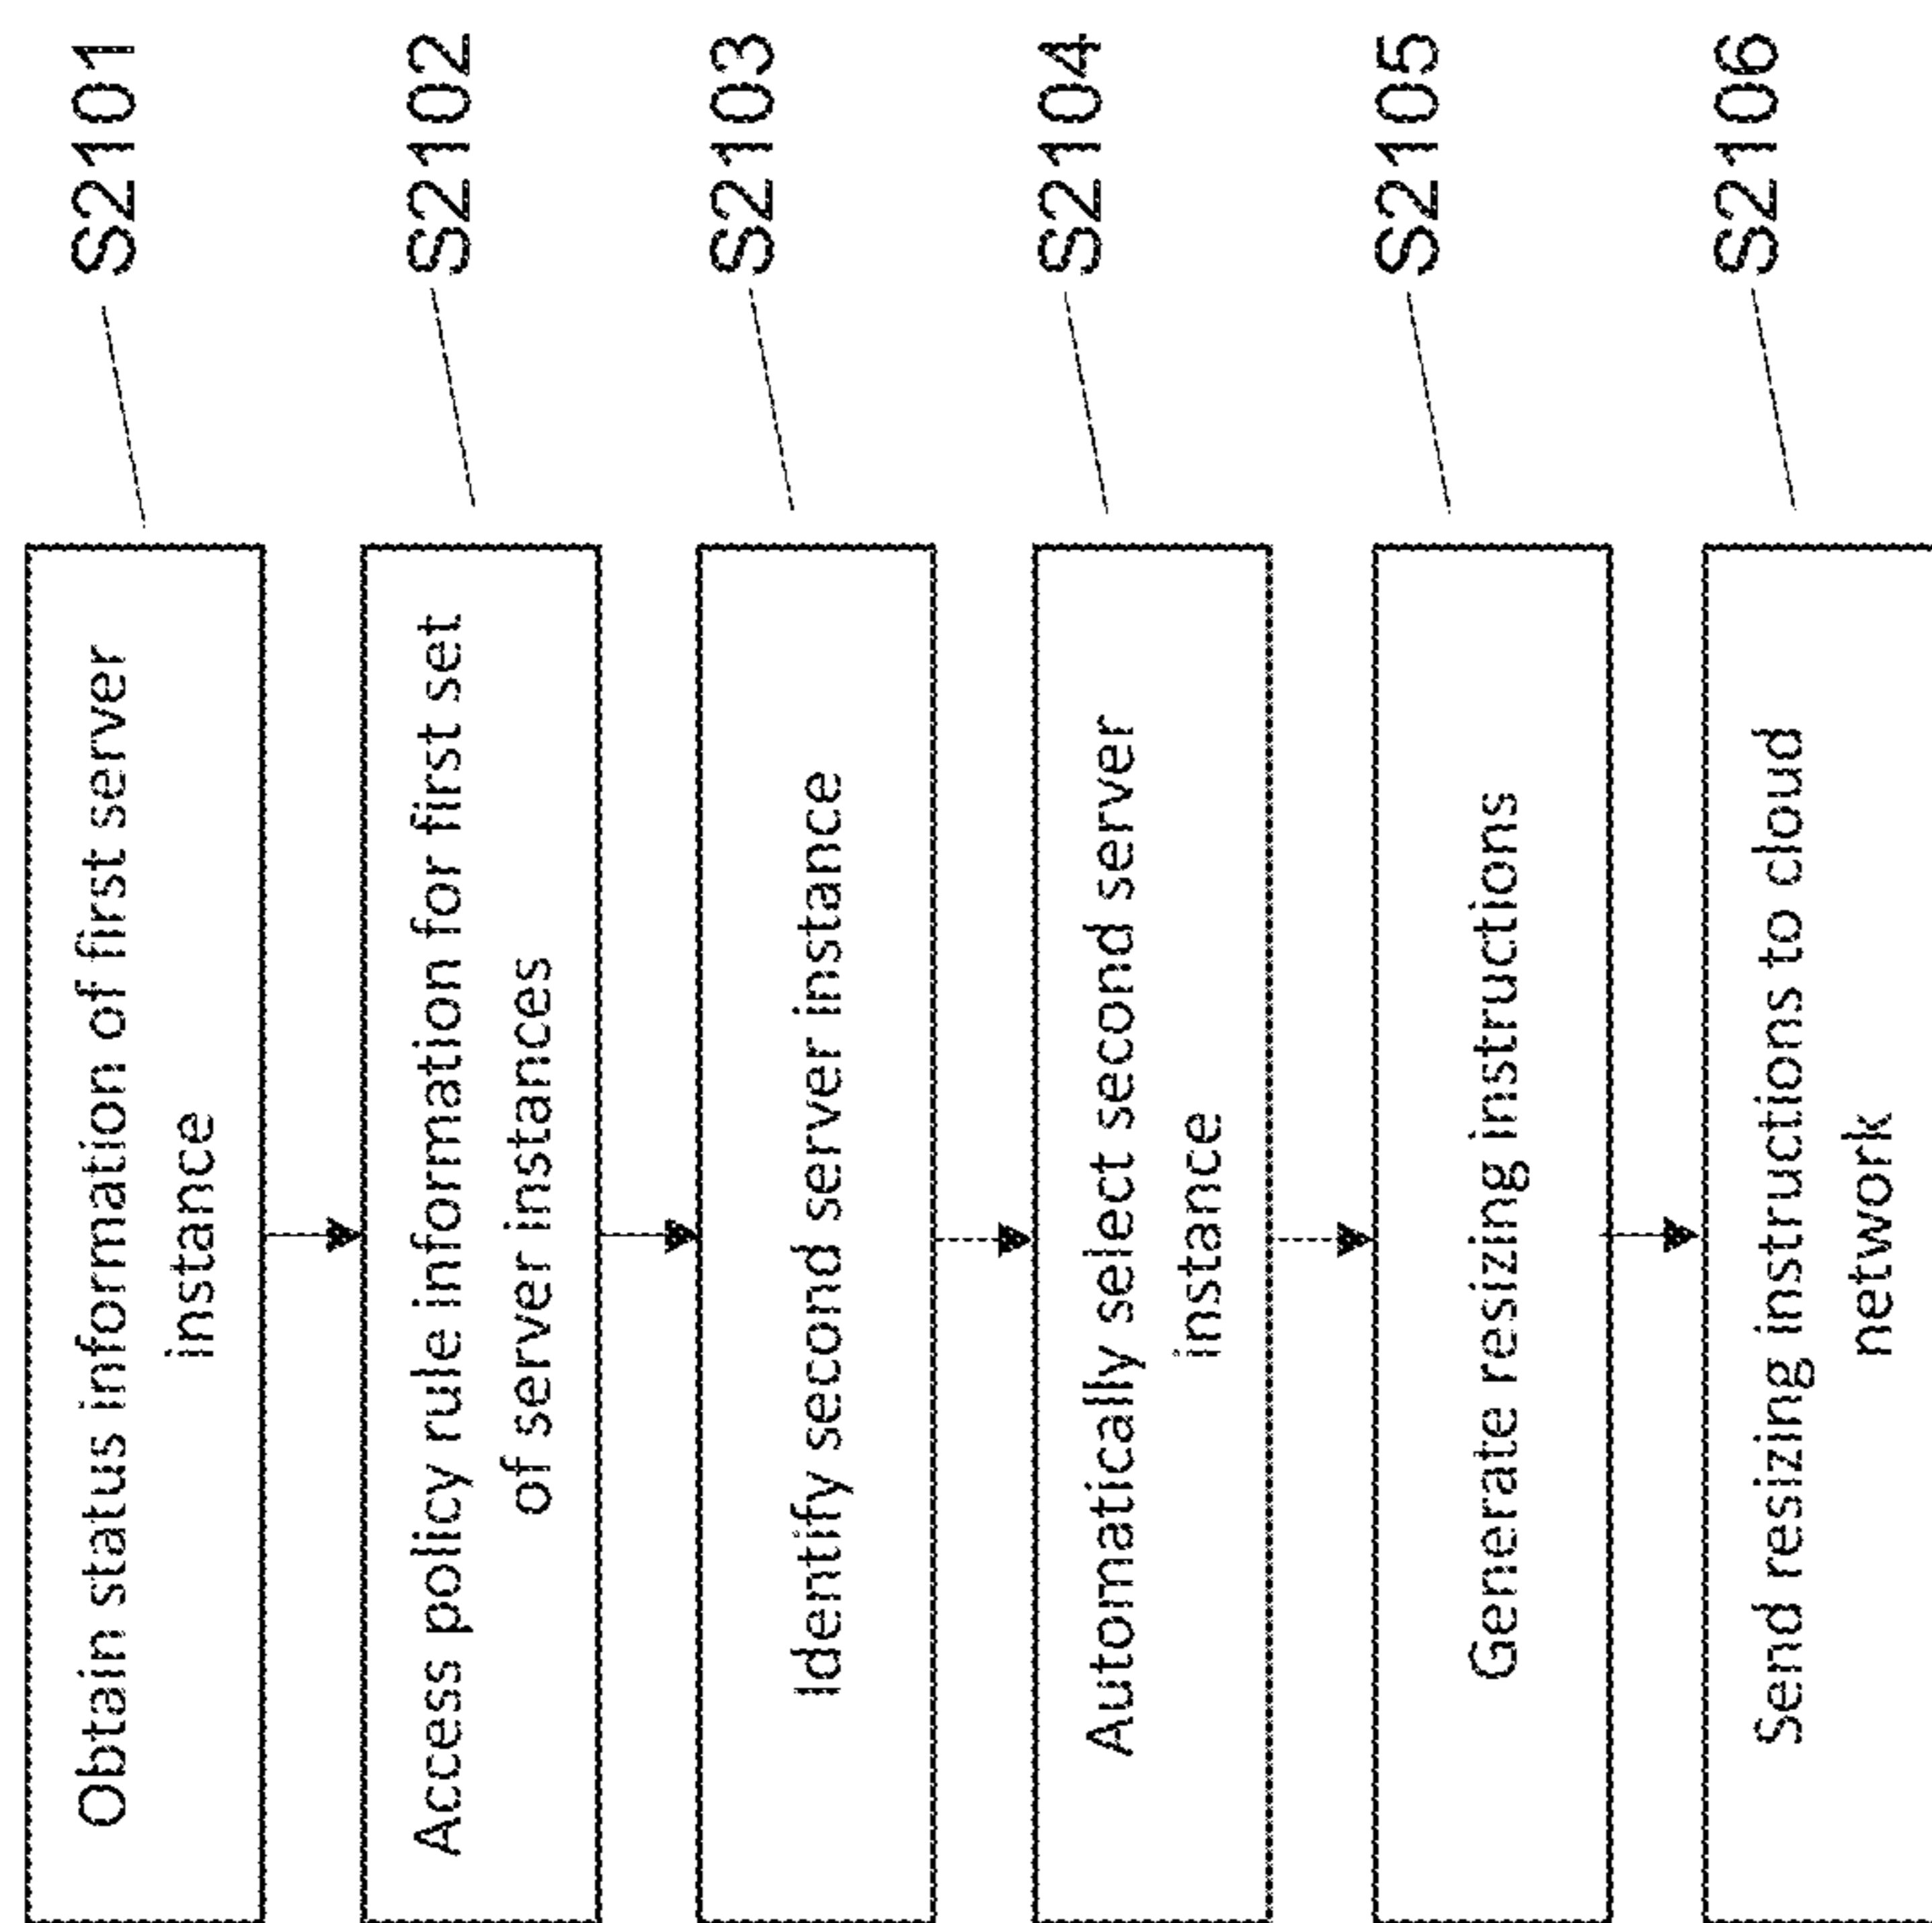 Obtain status information of first server
instance
S2101
Access policy rule information for first set
of server instances
S2102
Identify second server instance
S2103
Automatically select second server
instance
S2104
Generate resizing instructions
S2105
Send resizing instructions to cloud
network
S2106